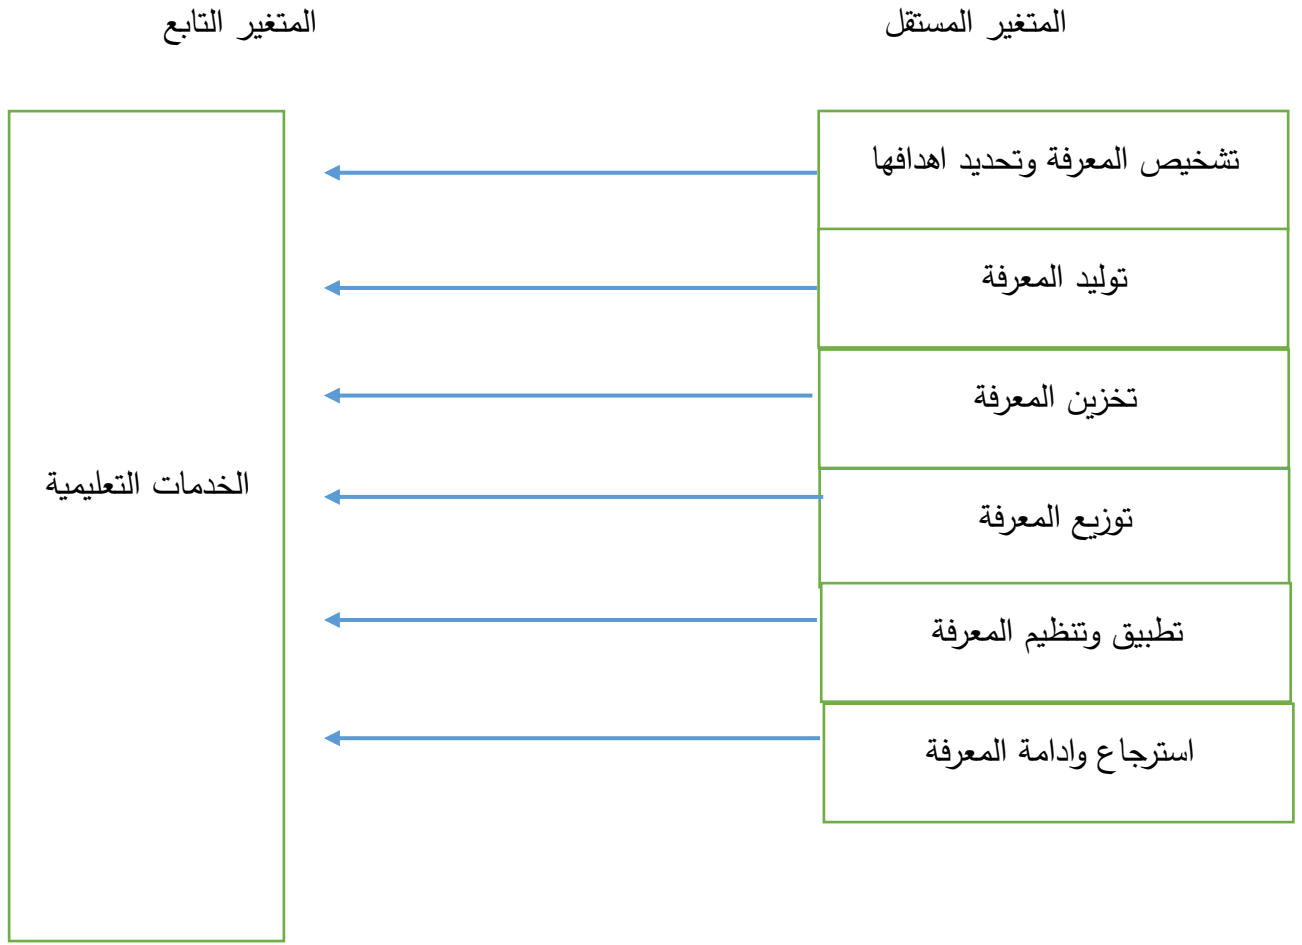 المتغير المستقل
المتغير التابع
تشخيص المعرفة وتحديد اهدافها
توليد المعرفة
تخزين المعرفة
توزيع المعرفة
تطبيق وتنظيم المعرفة
استرجاع وادامة المعرفة
الخدمات التعليمية